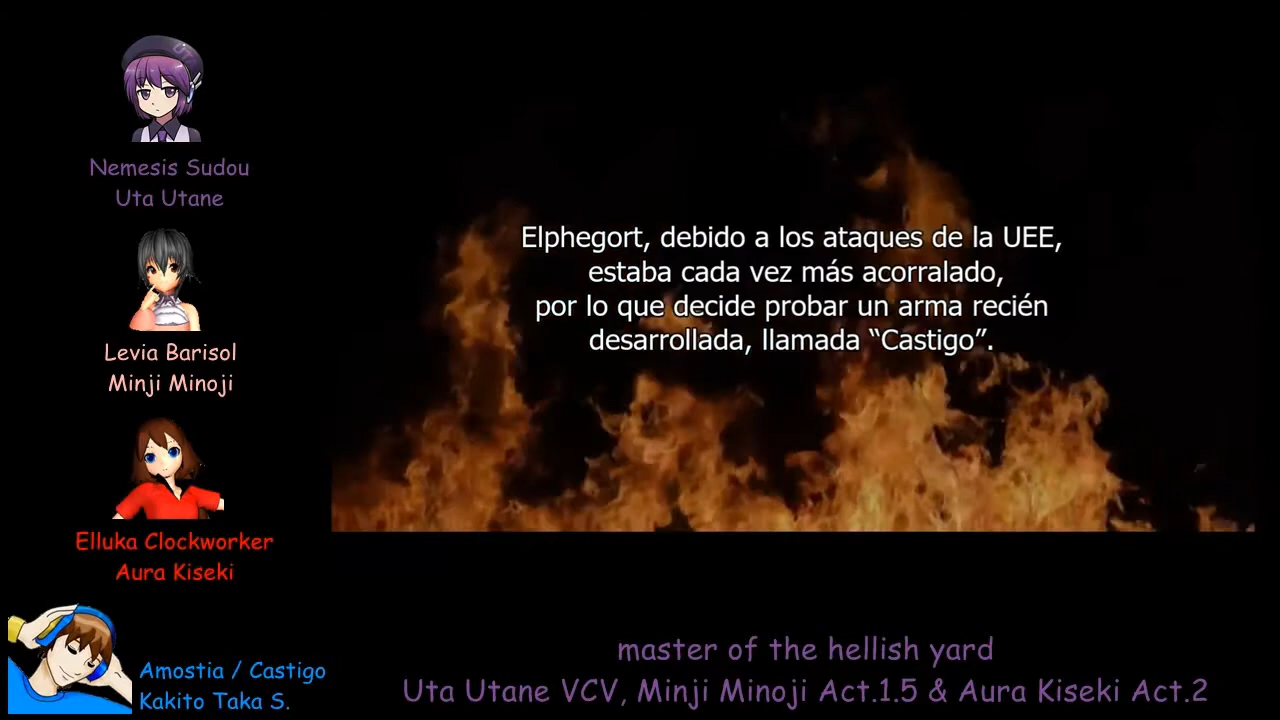 Nemesis Sudou
Uta Utane
Levia Barisol
Minji Minoji
Elluka Clockworker
Aura Kiseki
Amostia / Castigo
Kakito Taka S.
Elphegort, debido a los ataques de la UEE,
estaba cada vez más acorralado,
por lo que decide probar un arma recién
desarrollada, llamada “Castigo”.
master of the hellish yard
Uta Utane VCV, Minji Minoji Act.1.5 & Aura Kiseki Act.2